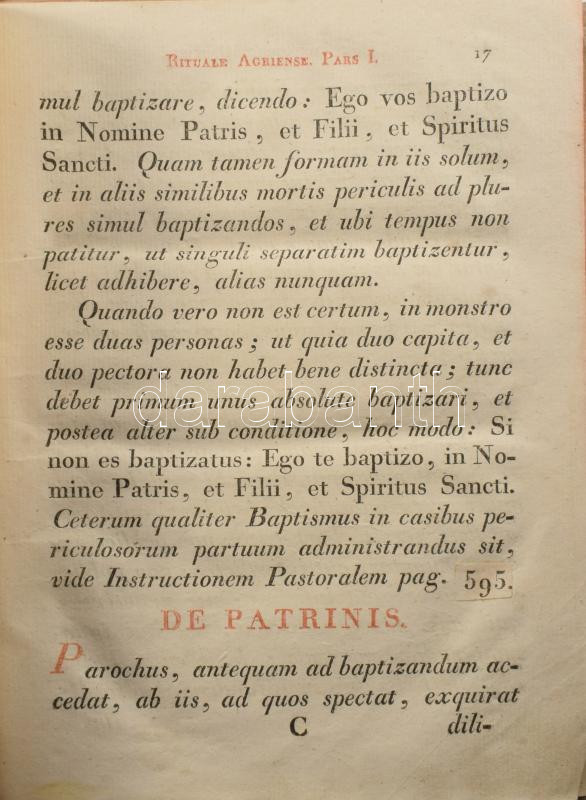 RITUALE AGRIENSE. PARS I. 17
mul baptizare, dicendo: Ego vos baptizo
in Nomine Patris, et Filii, et Spiritus
Sancti. Quam tamen formam in iis solum,
et in aliis similibus mortis periculis ad plu-
res simul baptizandos, et ubi tempus non
patitur, ut singuli separatim baptizentur,
licet adhibere, alias nunquam.
Quando vero non est certum, in monstro
esse duas personas; ut quia duo capita, et
duo pectora non habet bene distincta; tunc
debet primum unus absolute baptizari, et
postea alter sub conditione, hoc modo: Si
non es baptizatus: Ego te baptizo, in No-
mine Patris, et Filii, et Spiritus Sancti.
Ceterum qualiter Baptismus in casibus pe-
riculosorum partuum administrandus sit,
vide Instructionem Pastoralem pag. 595.
DE PATRINIS.
Parochus, antequam ad baptizandum ac-
cedat, ab iis, ad quos spectat, exquirat
C dili-
darabanth